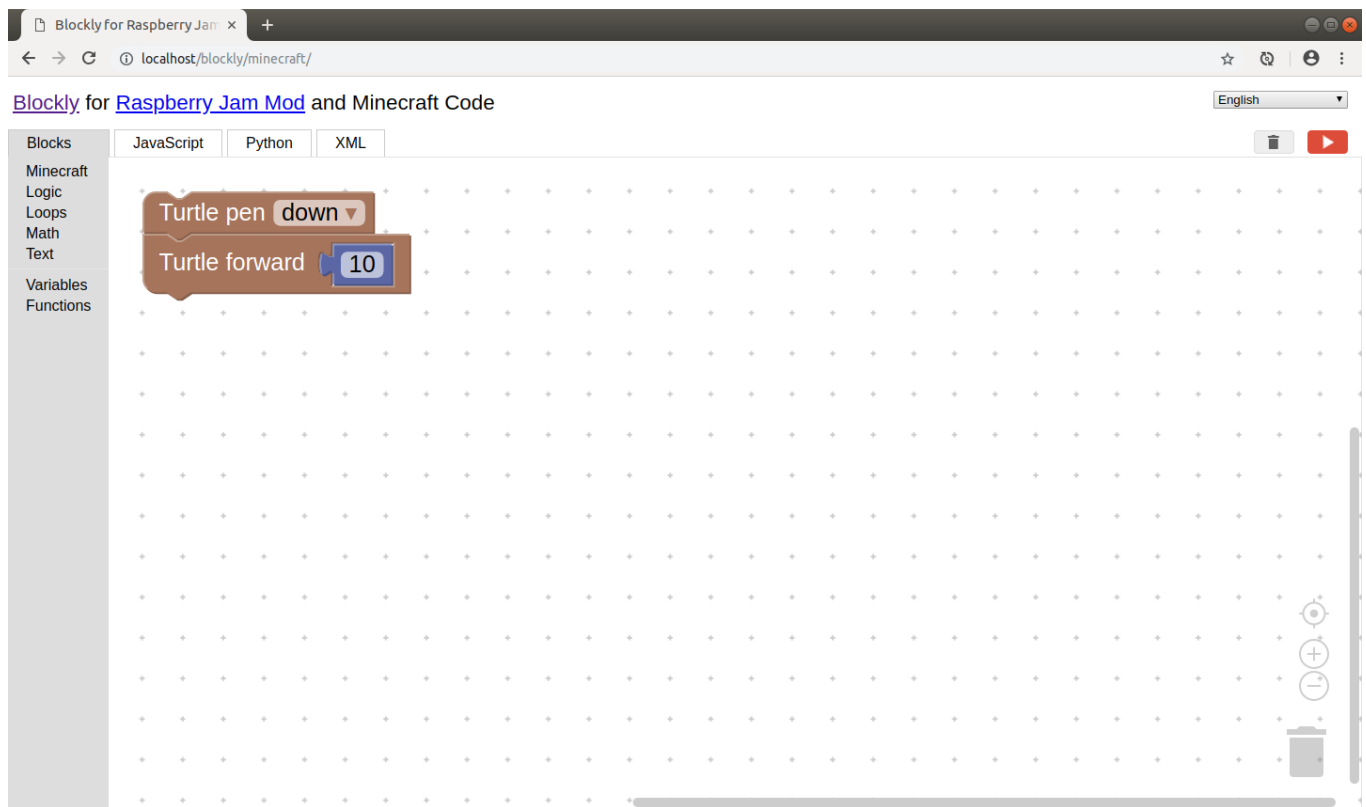 Blockly for Raspberry Jam
localhost/blockly/minecraft/
Blockly for Raspberry Jam Mod and Minecraft Code
English
Blocks
JavaScript
Python
XML
Minecraft
Logic
Loops
Math
Text
Variables
Functions
Turtle pen down
Turtle forward 10